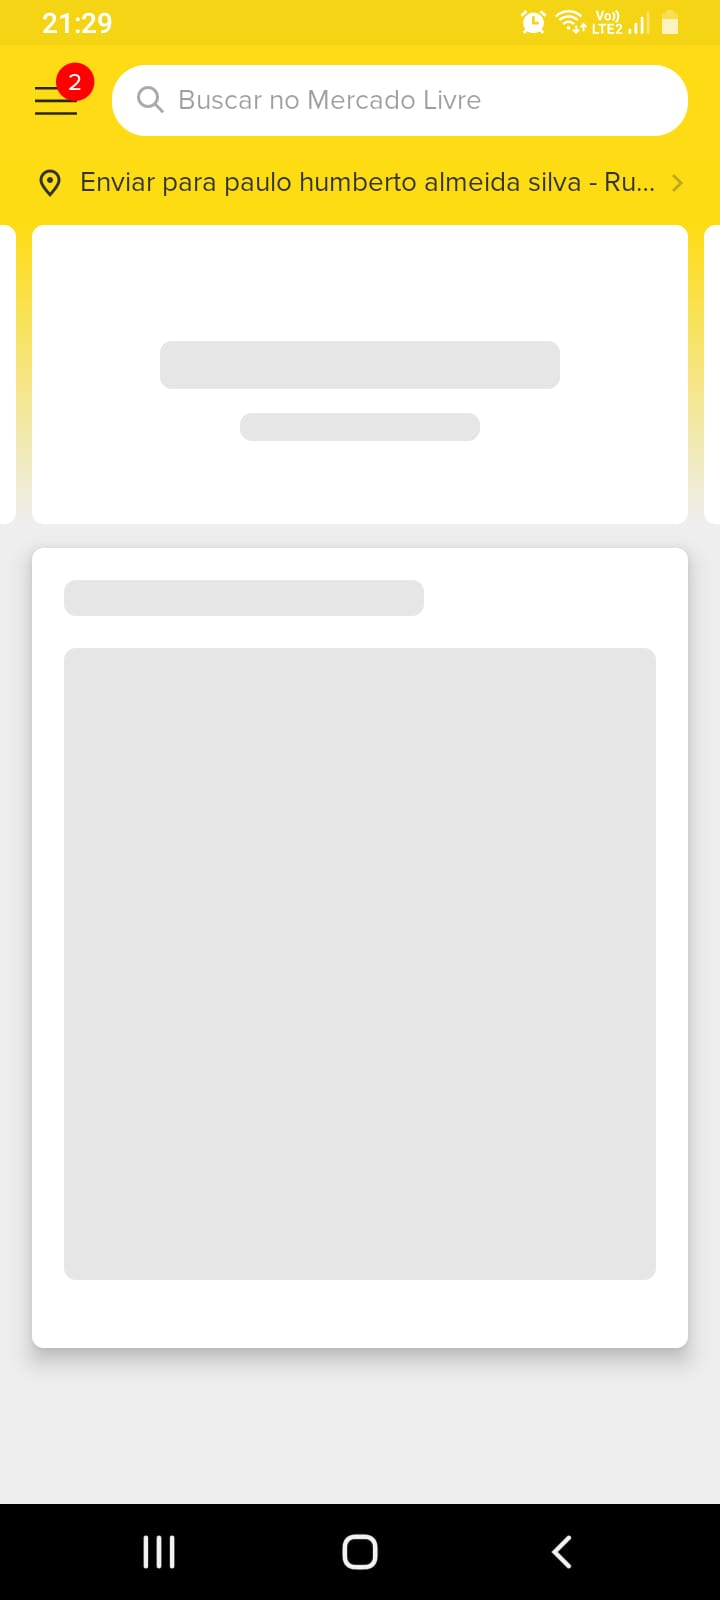 21:29
Vo))
LTE2
2
Buscar no Mercado Livre
Enviar para paulo humberto almeida silva - Ru...